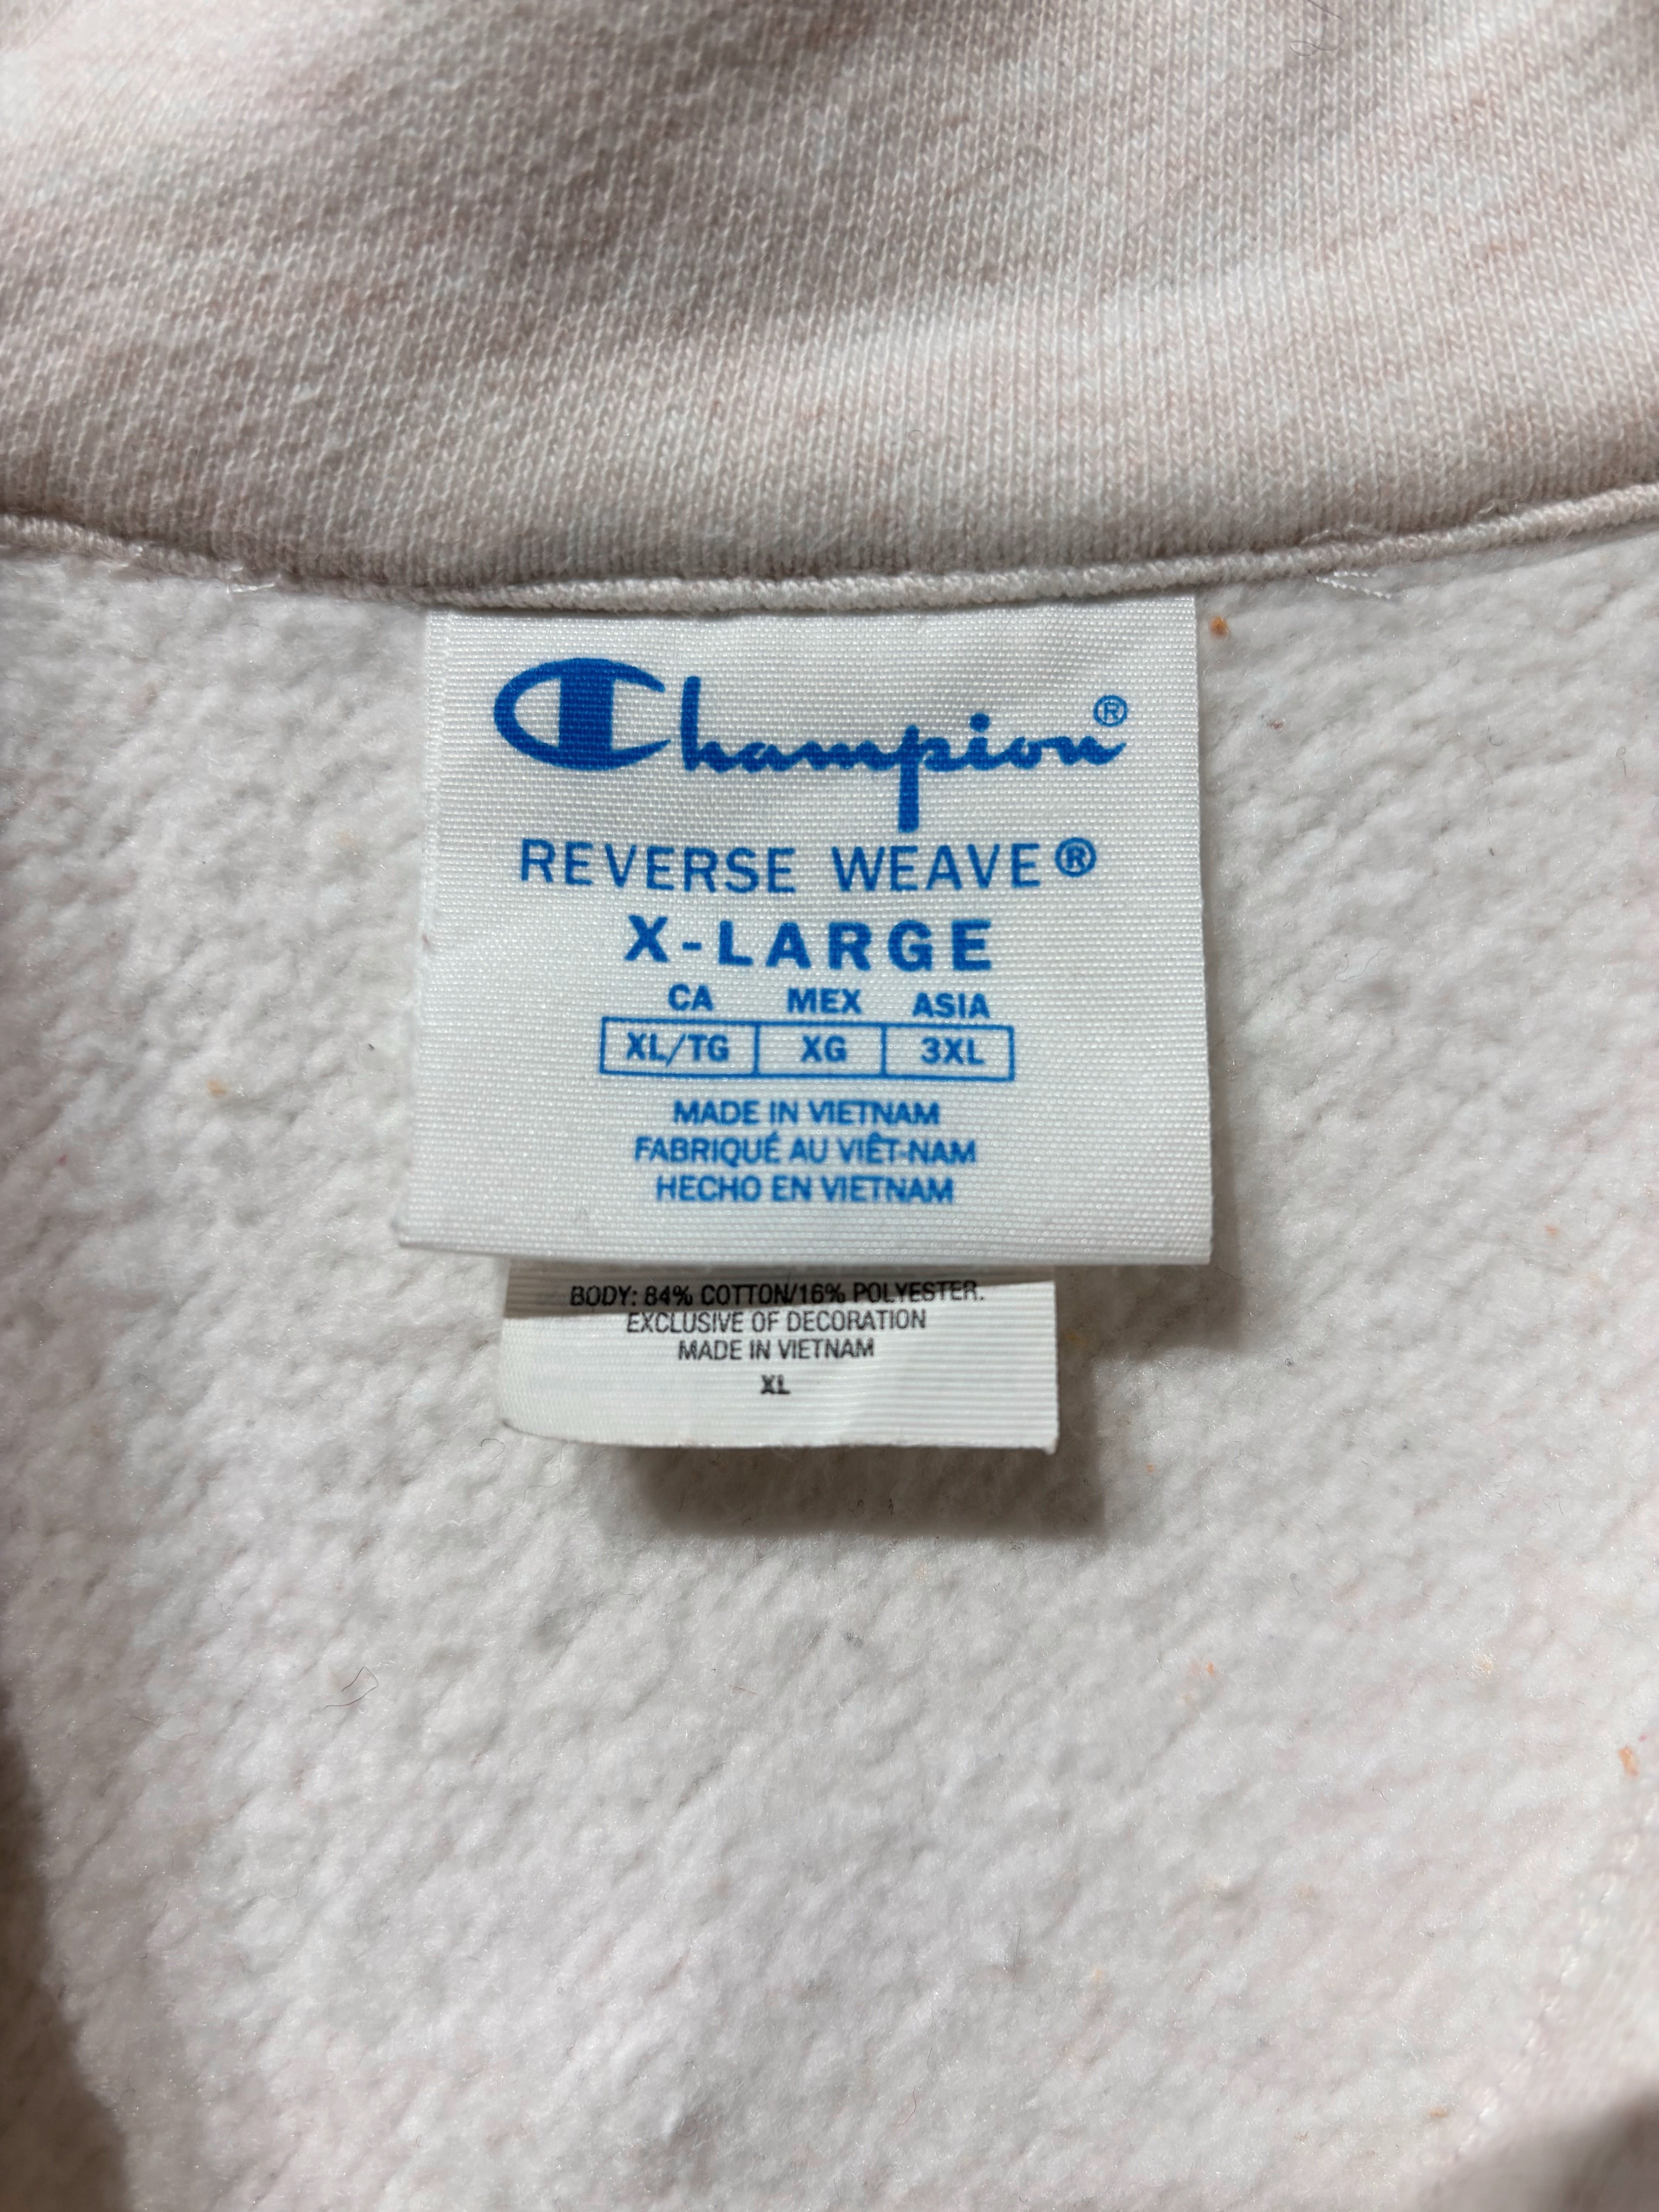 Champion®
REVERSE WEAVE®
X-LARGE
CA MEX ASIA
XL/TG XG 3XL
MADE IN VIETNAM
FABRIQUÉ AU VIÊT-NAM
HECHO EN VIETNAM
BODY: 84% COTTON/16% POLYESTER.
EXCLUSIVE OF DECORATION
MADE IN VIETNAM
XL